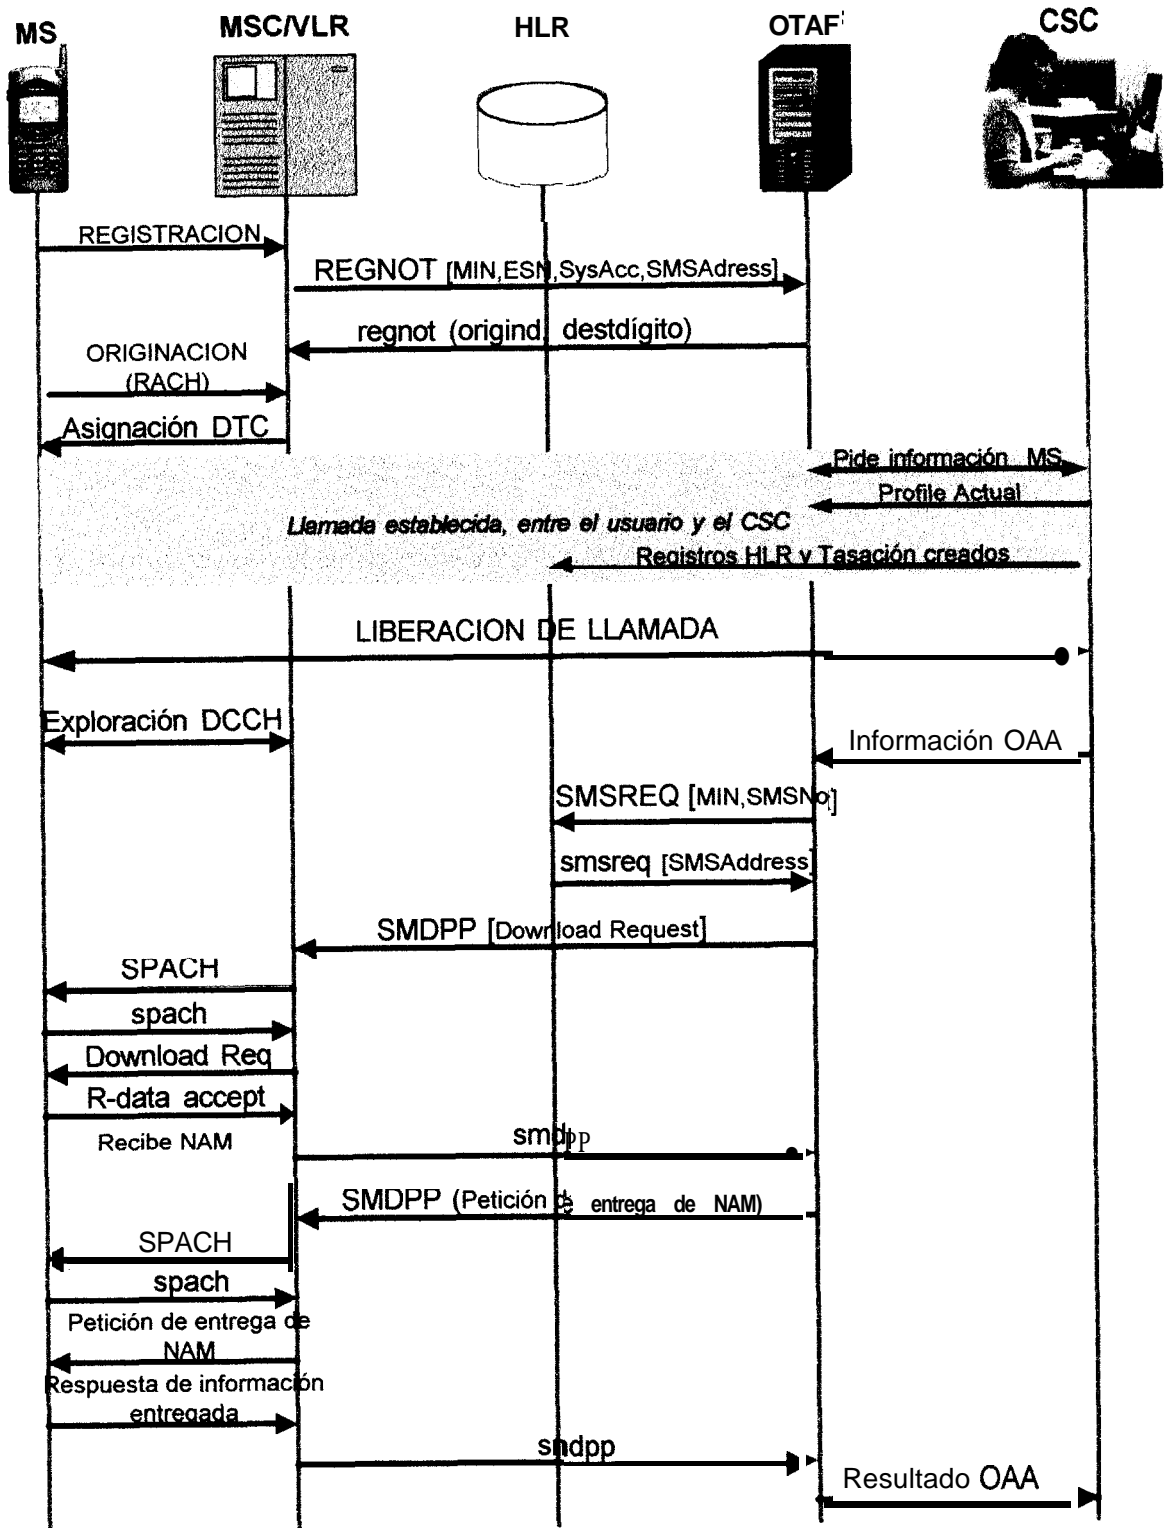 MS
MSC/VLR
HLR
OTAF
CSC
REGISTRACION
REGNOT [MIN,ESN,SysAcc,SMSAdress]
regnot (origind, destdígito)
ORIGINACION
(RACH)
Asignación DTC
Pide información MS
Profile Actual
Llamada establecida, entre el usuario y el CSC
Registros HLR y Tasación creados
LIBERACION DE LLAMADA
Exploración DCCH
Información OAA
SMSREQ [MIN,SMSNo]
smsreq [SMSAddress]
SMDPP [Download Request]
SPACH
spach
Download Req
R-data accept
Recibe NAM
smdpp
SMDPP (Petición de entrega de NAM)
SPACH
spach
Petición de entrega de
NAM
Respuesta de información
entregada
smdpp
Resultado OAA